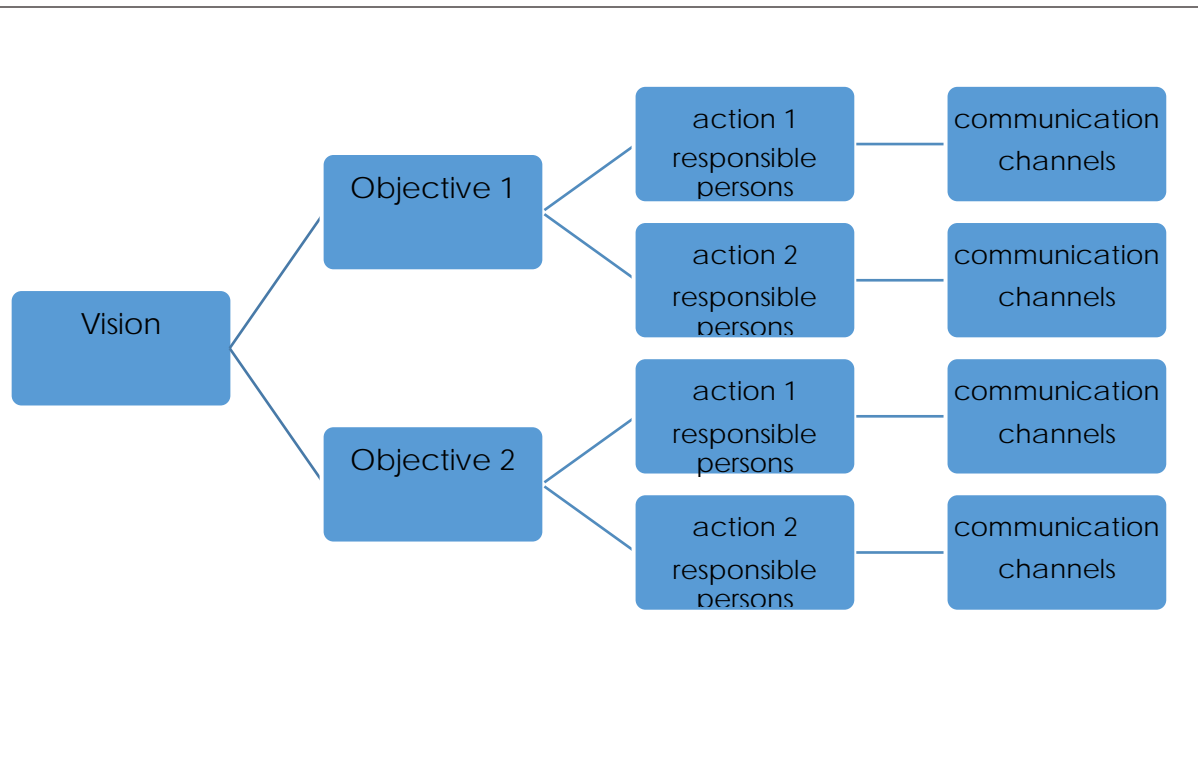 Vision
Objective 1
action 1
responsible
persons
communication
channels
action 2
responsible
persons
communication
channels
Objective 2
action 1
responsible
persons
communication
channels
action 2
responsible
persons
communication
channels